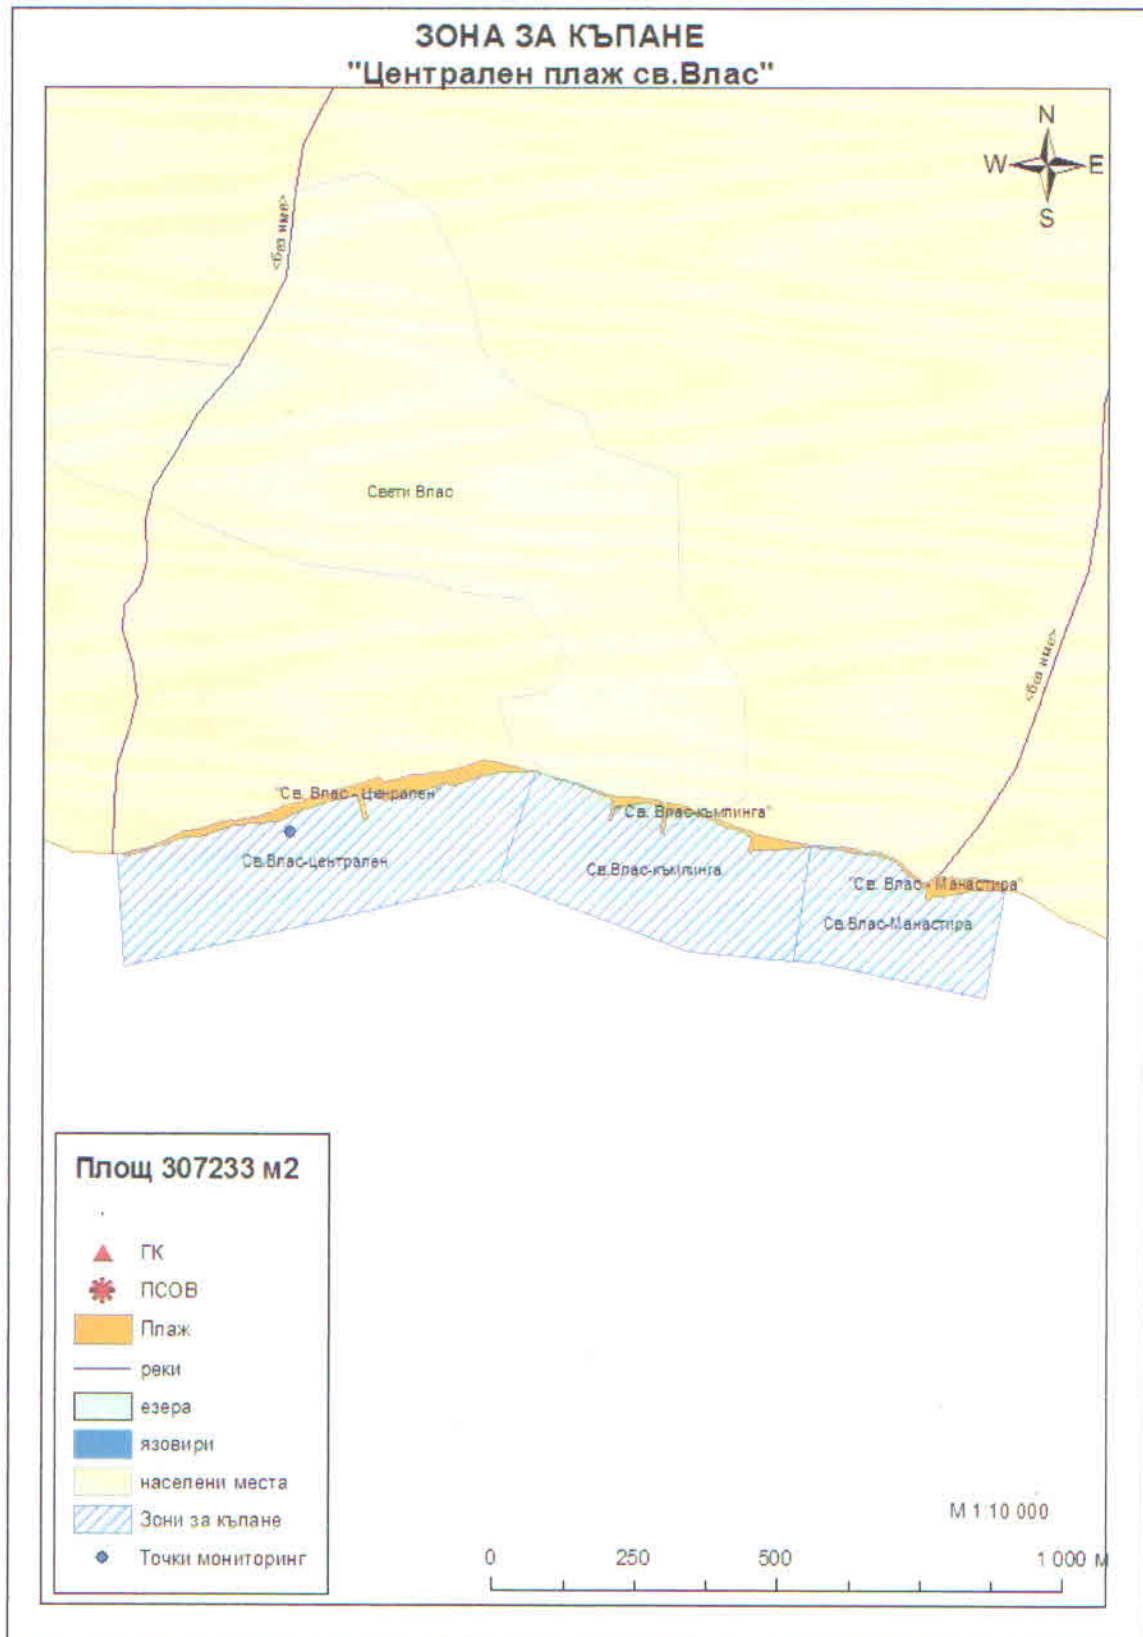 ЗОНА ЗА КЪПАНЕ
"Централен плаж св.Влас"
N
W E
S
<без име>
Свети Влас
<без име>
"Св. Влас - Ценрален"
"Св. Влас-къмпинга"
Св.Влас-централен
Св.Влас-къмпинга
"Св. Влас - Манастира"
Св.Влас-Манастира
Площ 307233 м2
ГК
ПСОВ
Плаж
реки
езера
язовири
населени места
Зони за къпане
Точки мониторинг
М 1:10 000
0 250 500 1 000 М